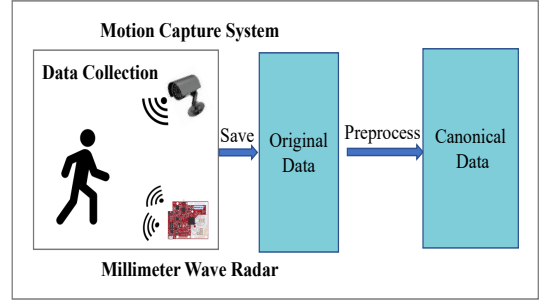 Motion Capture System
Data Collection
Save
Original
Data
Preprocess
Canonical
Data
Millimeter Wave Radar